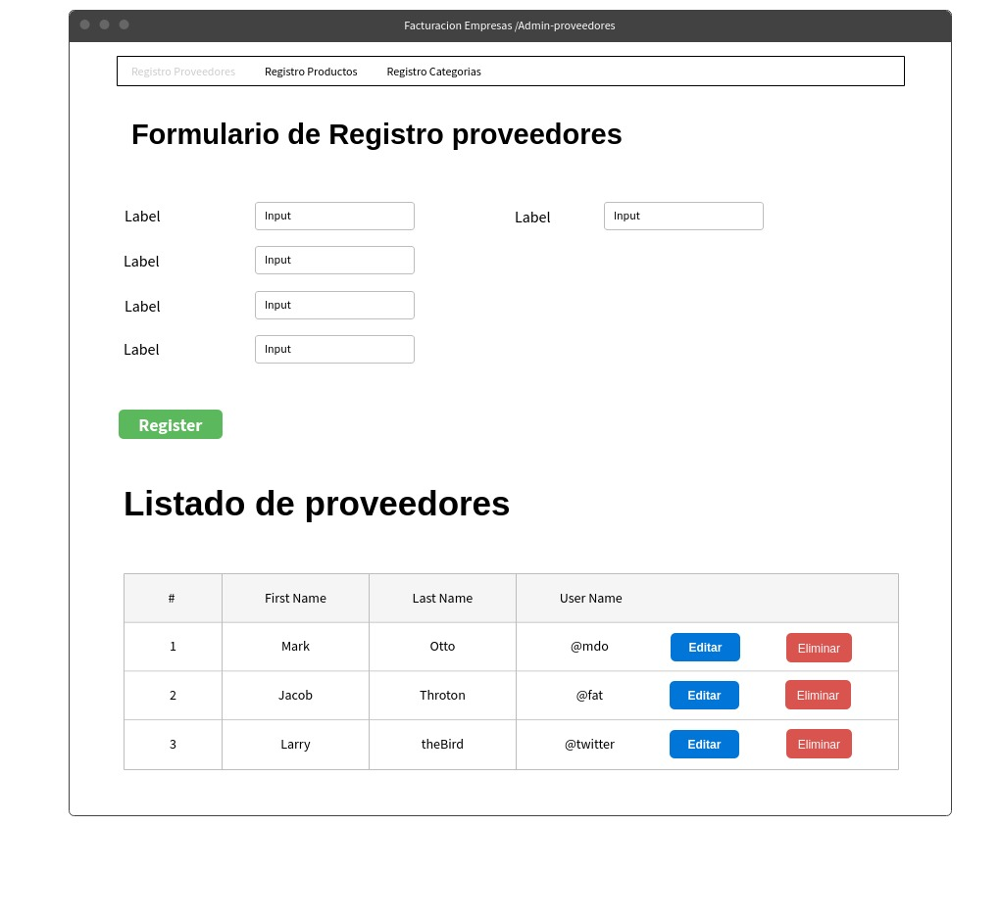 Facturacion Empresas /Admin-proveedores
Registro Proveedores Registro Productos Registro Categorias
Formulario de Registro proveedores
Label Input Label Input
Label Input
Label Input
Label Input
Register
Listado de proveedores
# First Name Last Name User Name
1 Mark Otto @mdo Editar Eliminar
2 Jacob Throton @fat Editar Eliminar
3 Larry theBird @twitter Editar Eliminar